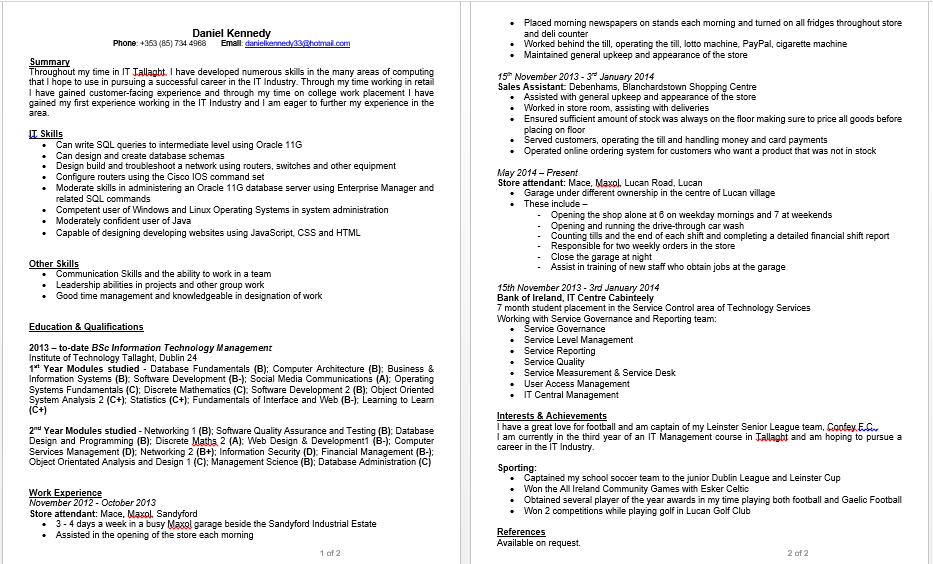 Daniel Kennedy
Phone: +353 (85) 734 4968 Email: danielkennedy33@hotmail.com
Summary
Throughout my time in IT Tallaght, I have developed numerous skills in the many areas of computing
that I hope to use in pursuing a successful career in the IT Industry. Through my time working in retail
I have gained customer-facing experience and through my time on college work placement I have
gained my first experience working in the IT Industry and I am eager to further my experience in the
area.
IT Skills
• Can write SQL queries to intermediate level using Oracle 11G
• Can design and create database schemas
• Design build and troubleshoot a network using routers, switches and other equipment
• Configure routers using the Cisco IOS command set
• Moderate skills in administering an Oracle 11G database server using Enterprise Manager and
related SQL commands
• Competent user of Windows and Linux Operating Systems in system administration
• Moderately confident user of Java
• Capable of designing developing websites using JavaScript, CSS and HTML
Other Skills
• Communication Skills and the ability to work in a team
• Leadership abilities in projects and other group work
• Good time management and knowledgeable in designation of work
Education & Qualifications
2013 – to-date BSc Information Technology Management
Institute of Technology Tallaght, Dublin 24
1st Year Modules studied - Database Fundamentals (B); Computer Architecture (B); Business &
Information Systems (B); Software Development (B-); Social Media Communications (A); Operating
Systems Fundamentals (C); Discrete Mathematics (C); Software Development 2 (B); Object Oriented
System Analysis 2 (C+); Statistics (C+); Fundamentals of Interface and Web (B-); Learning to Learn
(C+)
2nd Year Modules studied - Networking 1 (B); Software Quality Assurance and Testing (B); Database
Design and Programming (B); Discrete Maths 2 (A); Web Design & Development1 (B-); Computer
Services Management (D); Networking 2 (B+); Information Security (D); Financial Management (B-);
Object Orientated Analysis and Design 1 (C); Management Science (B); Database Administration (C)
Work Experience
November 2012 - October 2013
Store attendant: Mace, Maxol, Sandyford
• 3 - 4 days a week in a busy Maxol garage beside the Sandyford Industrial Estate
• Assisted in the opening of the store each morning
1 of 2
• Placed morning newspapers on stands each morning and turned on all fridges throughout store
and deli counter
• Worked behind the till, operating the till, lotto machine, PayPal, cigarette machine
• Maintained general upkeep and appearance of the store
15th November 2013 - 3rd January 2014
Sales Assistant: Debenhams, Blanchardstown Shopping Centre
• Assisted with general upkeep and appearance of the store
• Worked in store room, assisting with deliveries
• Ensured sufficient amount of stock was always on the floor making sure to price all goods before
placing on floor
• Served customers, operating the till and handling money and card payments
• Operated online ordering system for customers who want a product that was not in stock
May 2014 – Present
Store attendant: Mace, Maxol, Lucan Road, Lucan
• Garage under different ownership in the centre of Lucan village
• These include –
- Opening the shop alone at 6 on weekday mornings and 7 at weekends
- Opening and running the drive-through car wash
- Counting tills and the end of each shift and completing a detailed financial shift report
- Responsible for two weekly orders in the store
- Close the garage at night
- Assist in training of new staff who obtain jobs at the garage
15th November 2013 - 3rd January 2014
Bank of Ireland, IT Centre Cabinteely
7 month student placement in the Service Control area of Technology Services
Working with Service Governance and Reporting team:
• Service Governance
• Service Level Management
• Service Reporting
• Service Quality
• Service Measurement & Service Desk
• User Access Management
• IT Central Management
Interests & Achievements
I have a great love for football and am captain of my Leinster Senior League team, Confey F.C..
I am currently in the third year of an IT Management course in Tallaght and am hoping to pursue a
career in the IT Industry.
Sporting:
• Captained my school soccer team to the junior Dublin League and Leinster Cup
• Won the All Ireland Community Games with Esker Celtic
• Obtained several player of the year awards in my time playing both football and Gaelic Football
• Won 2 competitions while playing golf in Lucan Golf Club
References
Available on request.
2 of 2